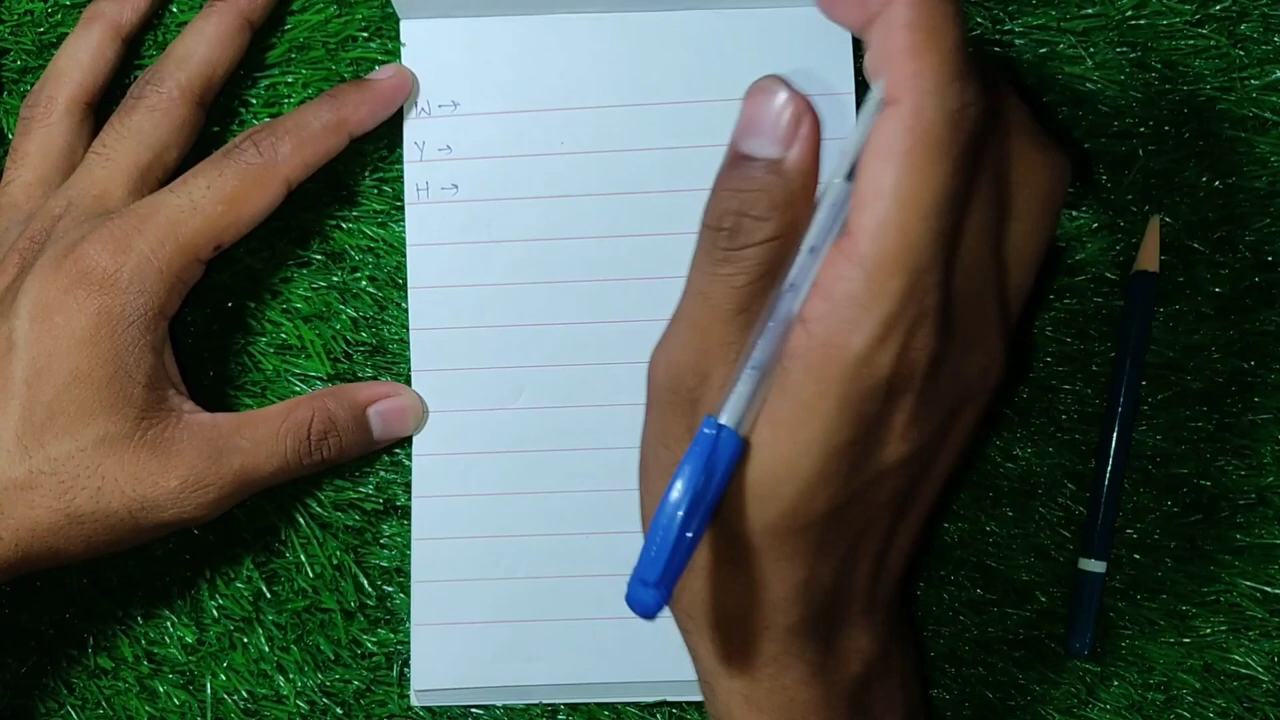 W →
Y →
H →